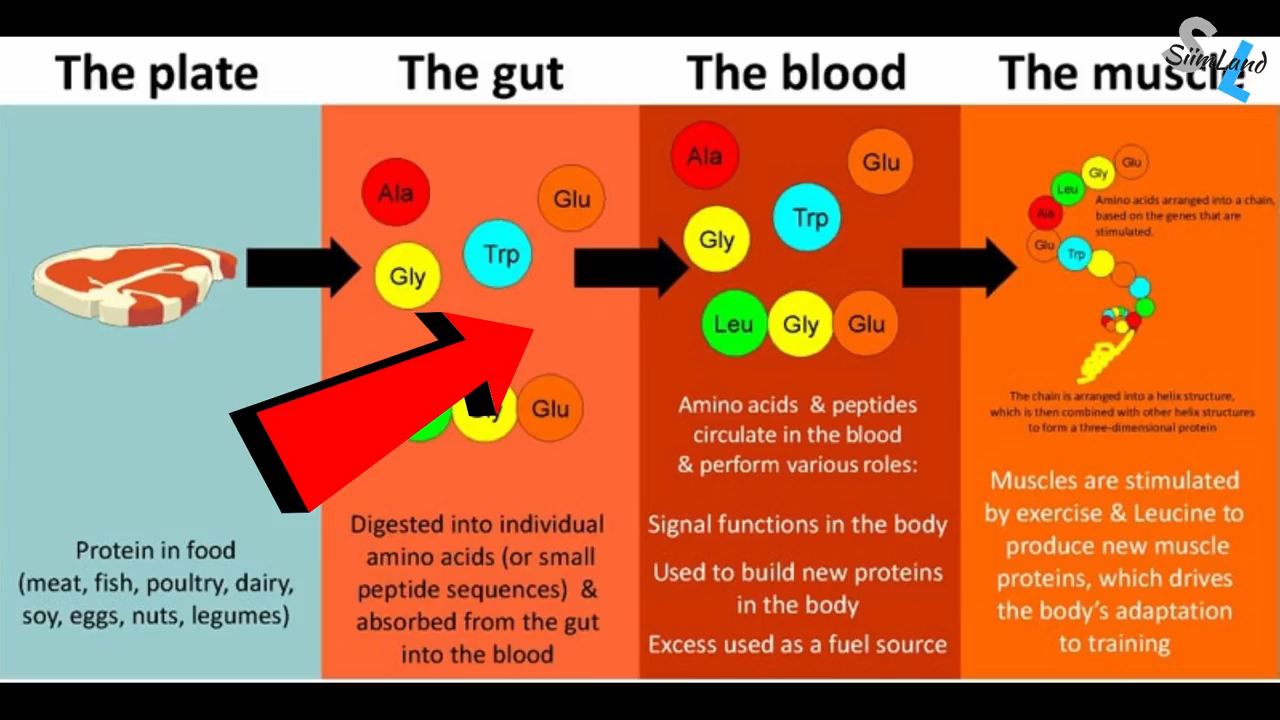 The plate
Protein in food
(meat, fish, poultry, dairy,
soy, eggs, nuts, legumes)
The gut
Ala
Glu
Trp
Gly
Glu
Digested into individual
amino acids (or small
peptide sequences) &
absorbed from the gut
into the blood
The blood
Ala
Glu
Trp
Gly
Leu Gly Glu
Amino acids & peptides
circulate in the blood
& perform various roles:
Signal functions in the body
Used to build new proteins
in the body
Excess used as a fuel source
The muscle
SiimLand
SL
Glu
Gly
Leu
Ala
Glu
Trp
Amino acids arranged into a chain,
based on the genes that are
stimulated.
The chain is arranged into a helix structure,
which is then combined with other helix structures
to form a three-dimensional protein
Muscles are stimulated
by exercise & Leucine to
produce new muscle
proteins, which drives
the body's adaptation
to training